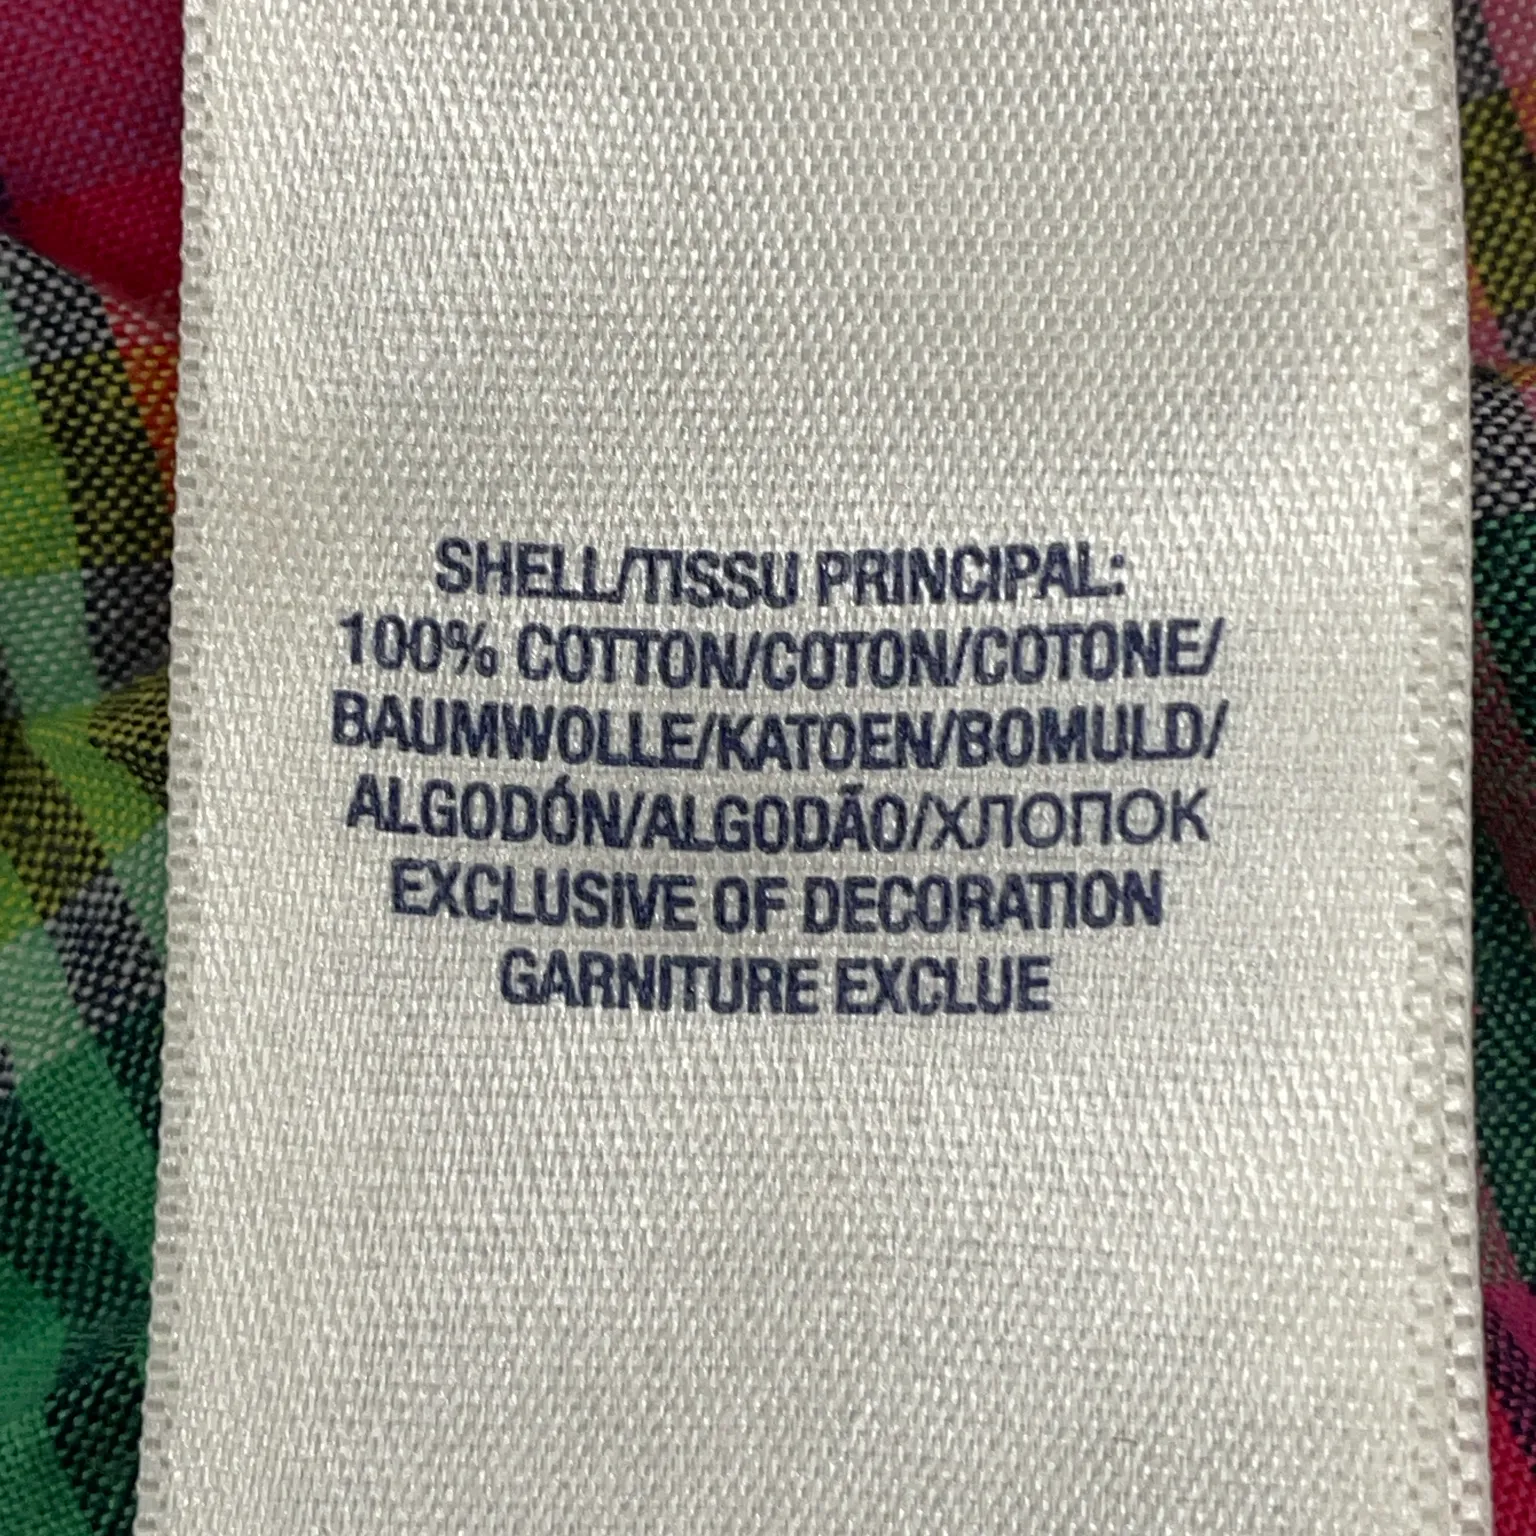 SHELL/TISSU PRINCIPAL:
100% COTTON/COTON/COTONE/
BAUMWOLLE/KATOEN/BOMULD/
ALGODÓN/ALGODÃO/ХЛОПОК
EXCLUSIVE OF DECORATION
GARNITURE EXCLUE